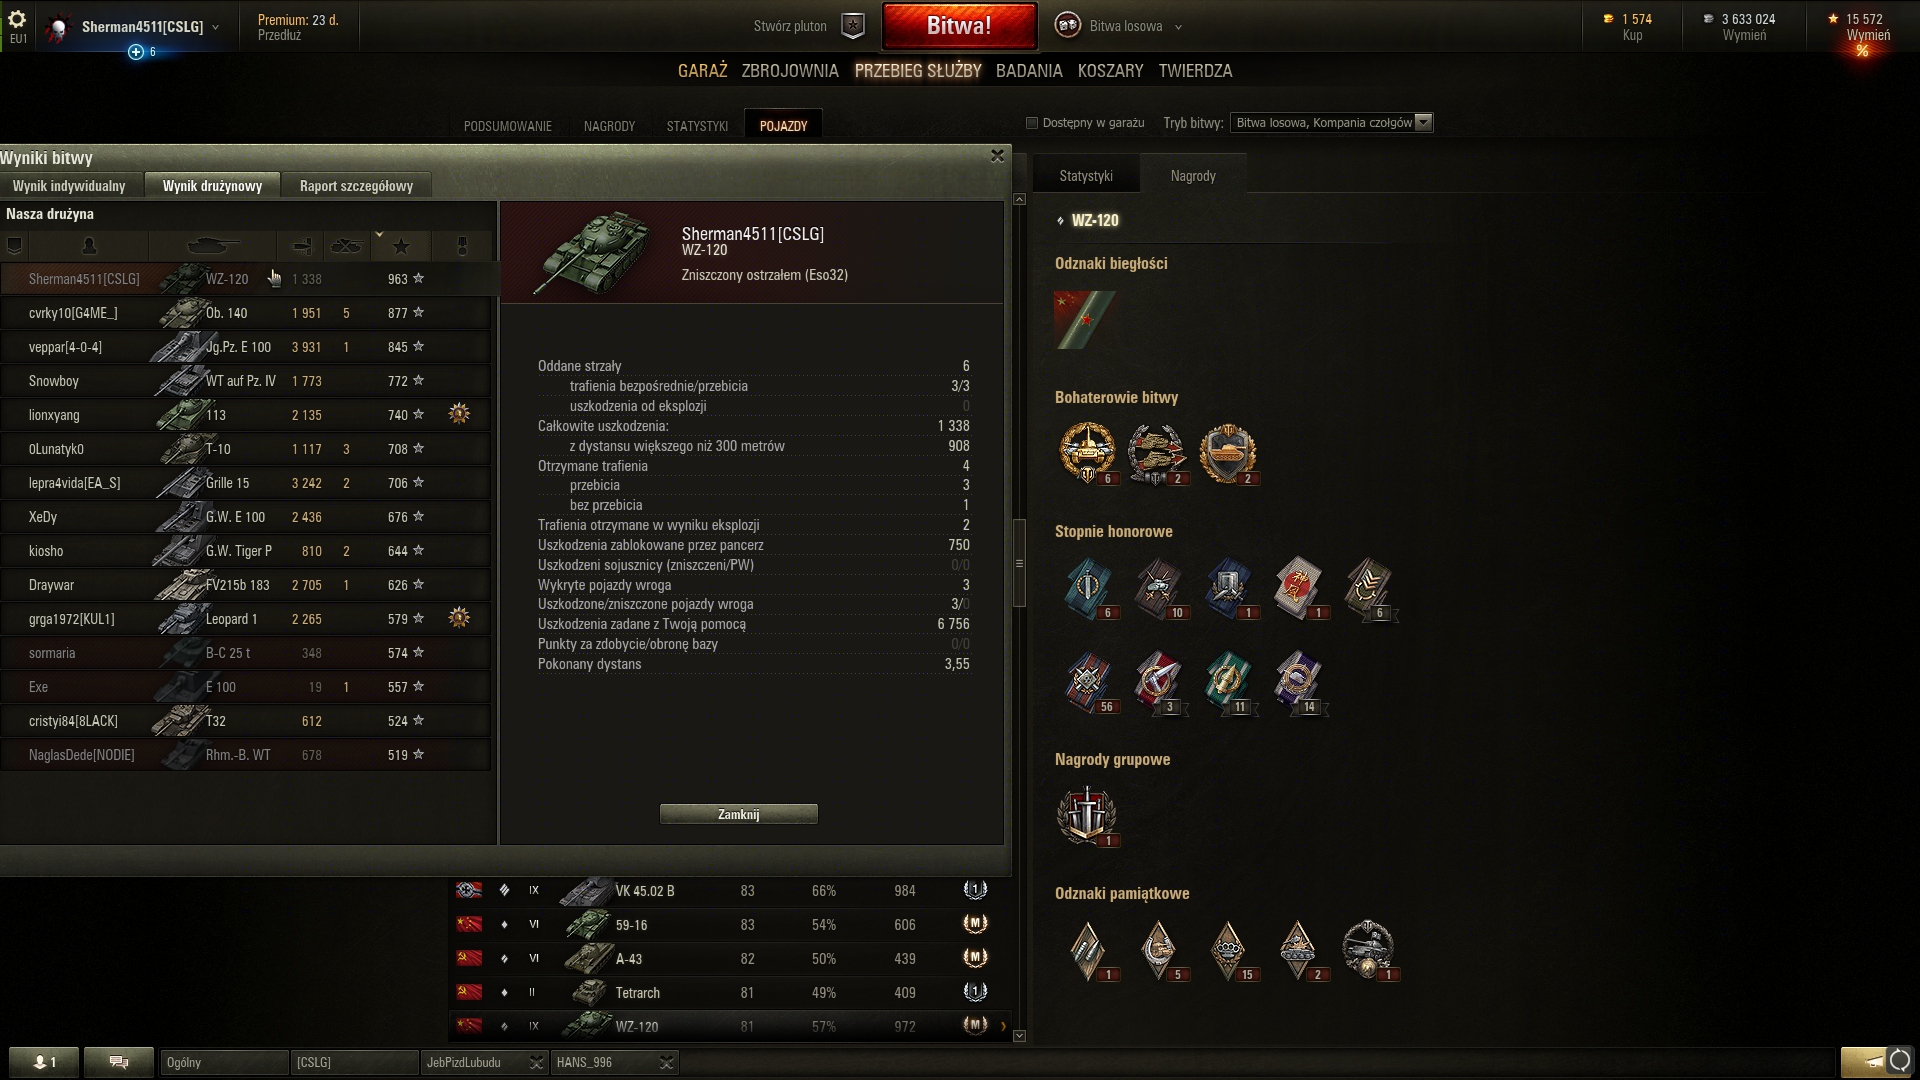 EU1
Sherman4511[CSLG]
6
Premium: 23 d.
Przedłuż
Stwórz pluton
Bitwa!
Bitwa losowa
1 574
Kup
3 633 024
Wymień
15 572
Wymień
%
GARAŻ ZBROJOWNIA PRZEBIEG SŁUŻBY BADANIA KOSZARY TWIERDZA
PODSUMOWANIE NAGRODY STATYSTYKI POJAZDY
Dostępny w garażu Tryb bitwy: Bitwa losowa, Kompania czołgów
Wyniki bitwy
Wynik indywidualny Wynik drużynowy Raport szczegółowy
Nasza drużyna
Sherman4511[CSLG] WZ-120 1 338 963
cvrky10[G4ME_] Ob. 140 1 951 5 877
veppar[4-0-4] Jg.Pz. E 100 3 931 1 845
Snowboy WT auf Pz. IV 1 773 772
lionxyang 113 2 135 740
0Lunatyk0 T-10 1 117 3 708
lepra4vida[EA_S] Grille 15 3 242 2 706
XeDy G.W. E 100 2 436 676
kiosho G.W. Tiger P 810 2 644
Draywar FV215b 183 2 705 1 626
grga1972[KUL1] Leopard 1 2 265 579
sormaria B-C 25 t 348 574
Exe E 100 19 1 557
cristyi84[8LACK] T32 612 524
NaglasDede[NODIE] Rhm.-B. WT 678 519
Sherman4511[CSLG]
WZ-120
Zniszczony ostrzałem (Eso32)
Oddane strzały 6
trafienia bezpośrednie/przebicia 3/3
uszkodzenia od eksplozji 0
Całkowite uszkodzenia: 1 338
z dystansu większego niż 300 metrów 908
Otrzymane trafienia 4
przebicia 3
bez przebicia 1
Trafienia otrzymane w wyniku eksplozji 2
Uszkodzenia zablokowane przez pancerz 750
Uszkodzeni sojusznicy (zniszczeni/PW) 0/0
Wykryte pojazdy wroga 3
Uszkodzone/zniszczone pojazdy wroga 3/0
Uszkodzenia zadane z Twoją pomocą 6 756
Punkty za zdobycie/obronę bazy 0/0
Pokonany dystans 3,55
Zamknij
VK 45.02 B IX 83 66% 984 1
VI 59-16 83 54% 606 M
VI A-43 82 50% 439 M
II Tetrarch 81 49% 409 1
IX WZ-120 81 57% 972 M
Statystyki Nagrody
WZ-120
Odznaki biegłości
Bohaterowie bitwy
6 2 2
Stopnie honorowe
6 10 1 1 6
56 3 11 14
Nagrody grupowe
1
Odznaki pamiątkowe
1 5 15 2 1
1
Ogólny
[CSLG]
JebPizdLubudu
HANS_996